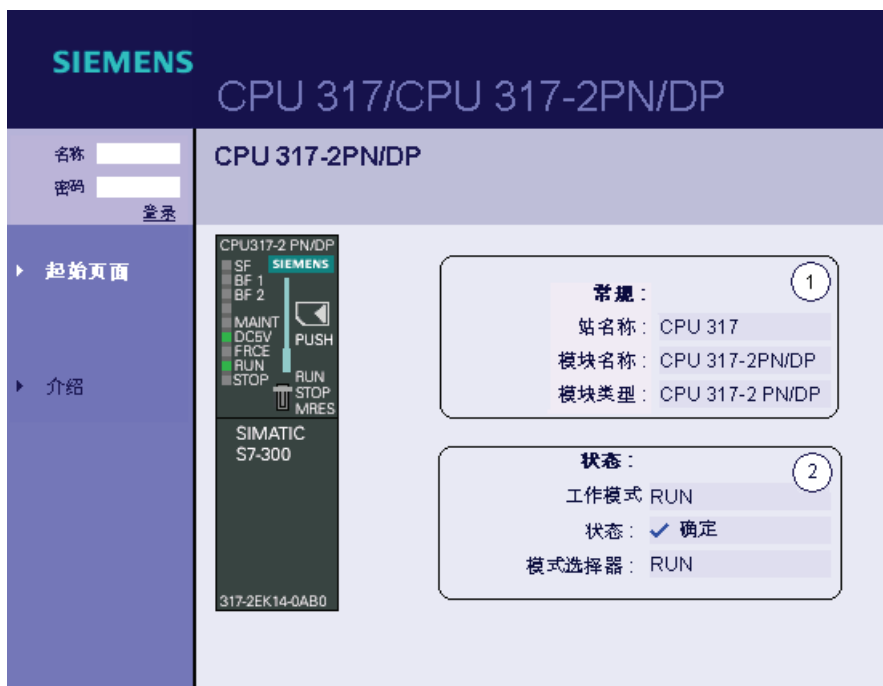 SIEMENS
CPU 317/CPU 317-2PN/DP
名称
密码
登录
CPU 317-2PN/DP
起始页面
介绍
CPU317-2 PN/DP
SIEMENS
SF
BF 1
BF 2
MAINT
DC5V
FRCE
RUN
STOP
PUSH
RUN
STOP
MRES
SIMATIC
S7-300
317-2EK14-0AB0
①
常规:
站名称: CPU 317
模块名称: CPU 317-2PN/DP
模块类型: CPU 317-2 PN/DP
②
状态:
工作模式 RUN
状态: ✓ 确定
模式选择器: RUN